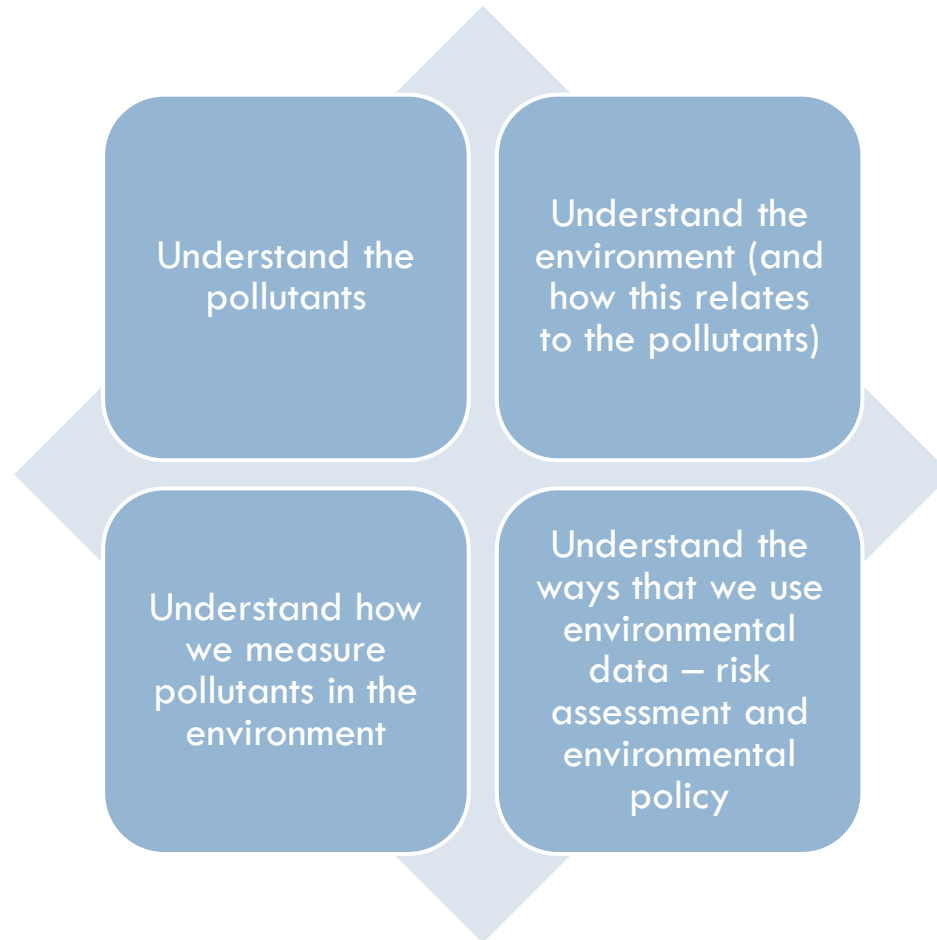 Understand the
pollutants
Understand the
environment (and
how this relates
to the pollutants)
Understand how
we measure
pollutants in the
environment
Understand the
ways that we use
environmental
data – risk
assessment and
environmental
policy